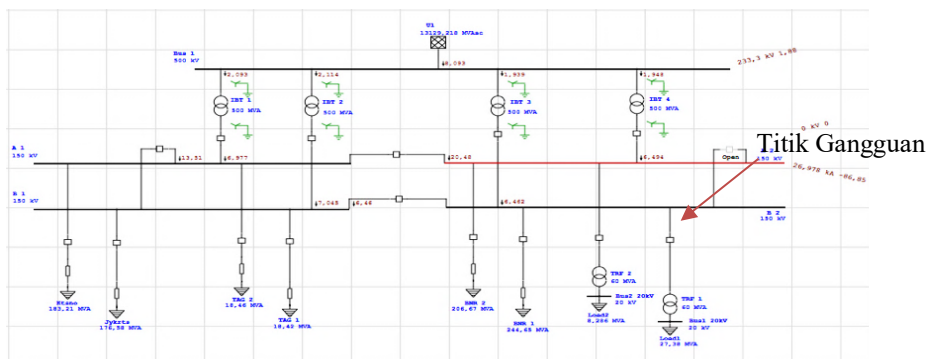 U1
13129,218 MVAsc
8,093
Bus 1
500 kV
233,3 kV 1,88
2,093
2,114
1,939
1,948
IBT 1
500 MVA
IBT 2
500 MVA
IBT 3
500 MVA
IBT 4
500 MVA
0 kV 0
Titik Gangguan
A 1
150 kV
13,51
6,977
20,48
6,494
Open
150 kV
26,978 kA -86,85
B 1
150 kV
7,045
6,46
6,462
B 2
150 kV
183,21 MVA
Jykrta
176,58 MVA
TAG 2
18,46 MVA
TAG 1
18,42 MVA
BNR 2
206,67 MVA
BNR 1
244,65 MVA
TRF 2
60 MVA
Bus2 20kV
20 kV
Load2
8,286 MVA
TRF 1
60 MVA
Bus1 20kV
20 kV
Load1
27,38 MVA